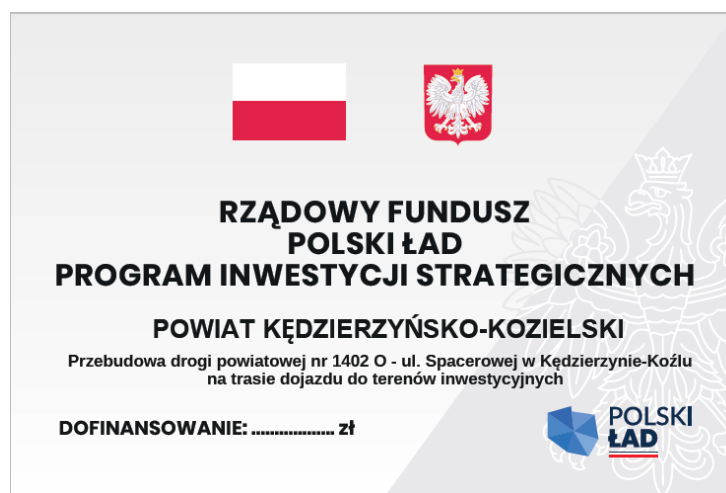 RZĄDOWY FUNDUSZ
POLSKI ŁAD
PROGRAM INWESTYCJI STRATEGICZNYCH
POWIAT KĘDZIERZYŃSKO-KOZIELSKI
Przebudowa drogi powiatowej nr 1402 O - ul. Spacerowej w Kędzierzynie-Koźlu
na trasie dojazdu do terenów inwestycyjnych
DOFINANSOWANIE: .................. zł
POLSKI
ŁAD